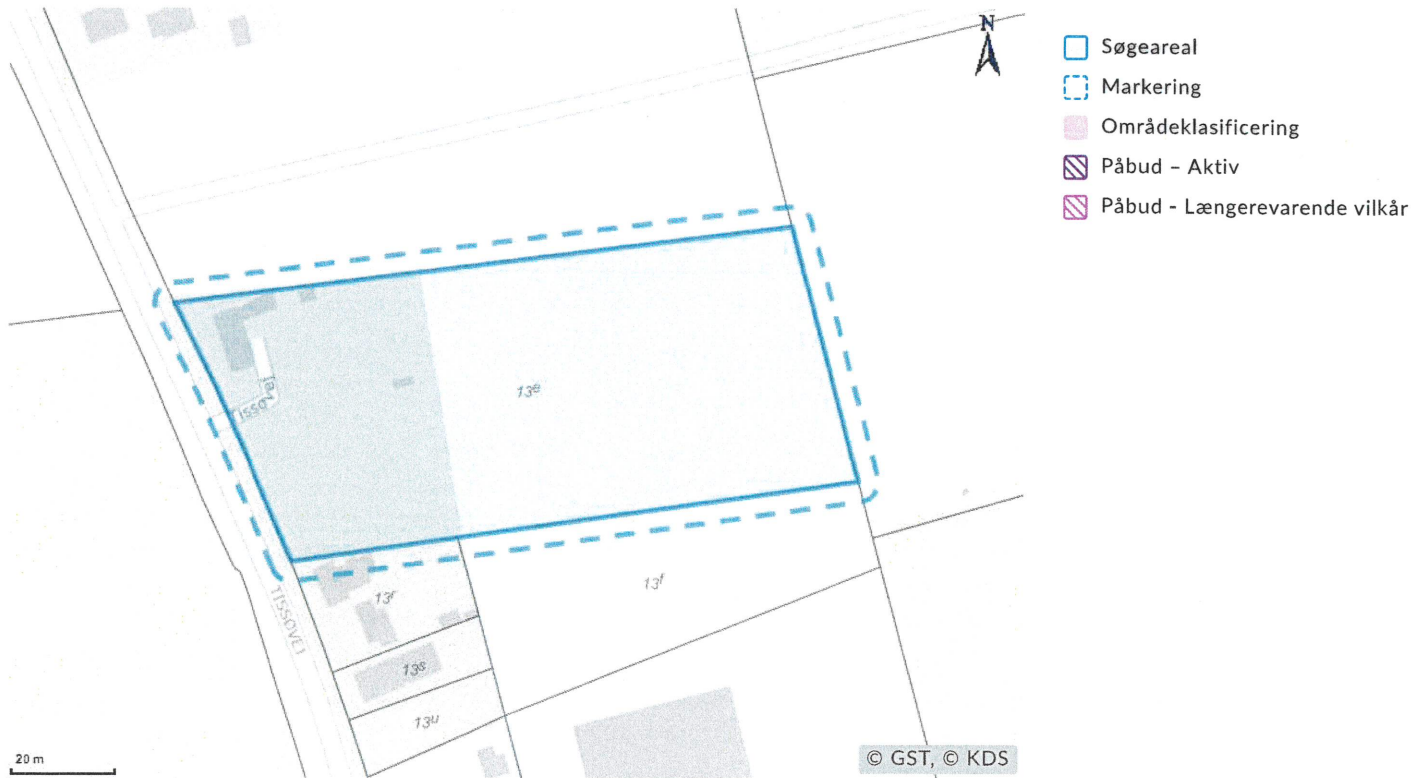 N
Søgeareal
Markering
Områdeklasificering
Påbud – Aktiv
Påbud - Længerevarende vilkår
13e
13f
13r
TISSØVEJ
13s
13u
20 m
© GST, © KDS